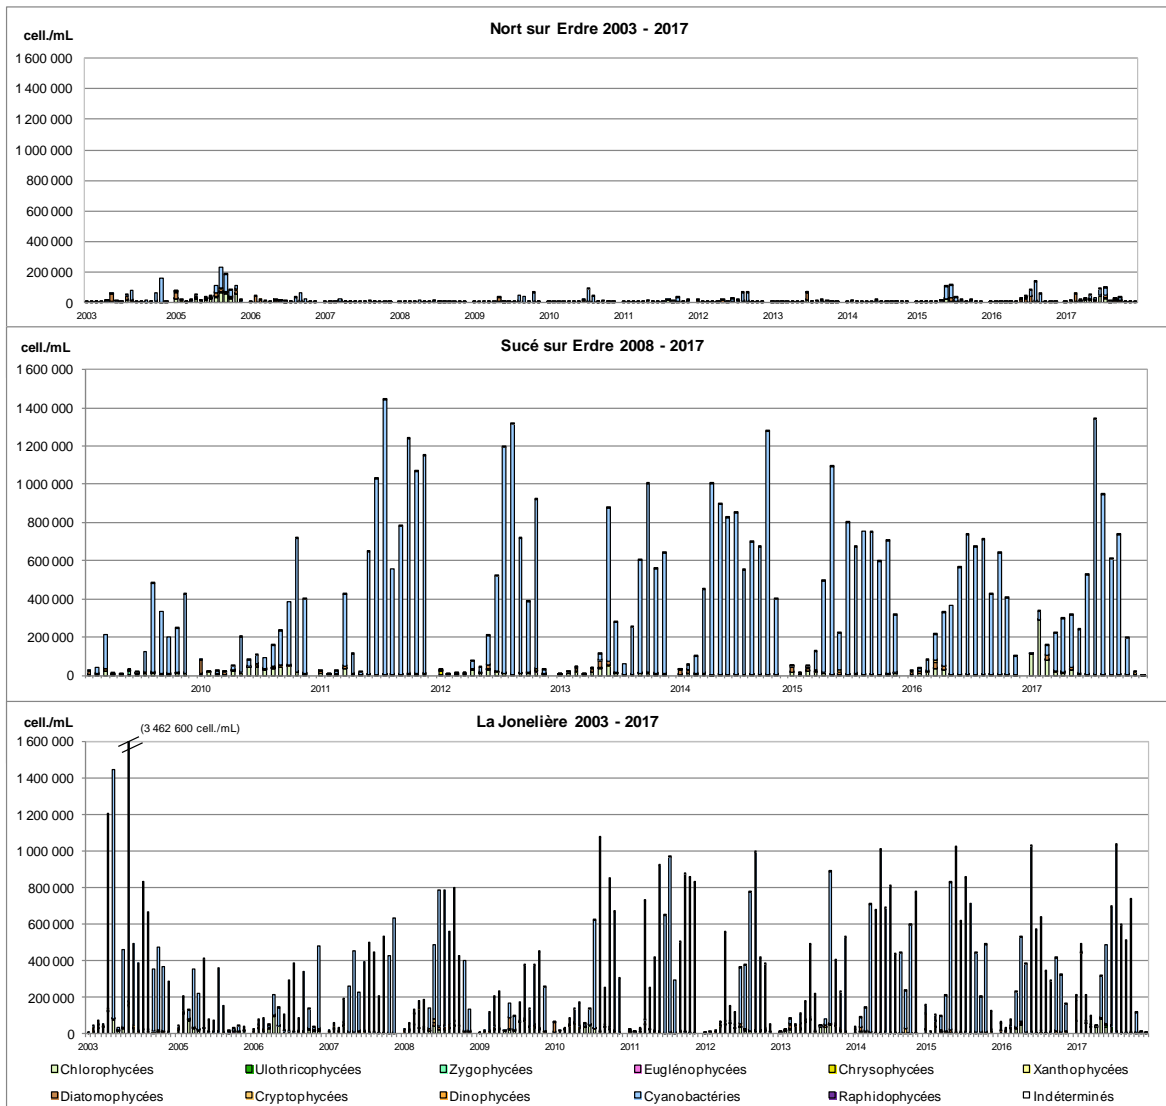 Nort sur Erdre 2003 - 2017
cell./mL
1 600 000
1 400 000
1 200 000
1 000 000
800 000
600 000
400 000
200 000
0
2003 2005 2006 2007 2008 2009 2010 2011 2012 2013 2014 2015 2016 2017
Sucé sur Erdre 2008 - 2017
cell./mL
1 600 000
1 400 000
1 200 000
1 000 000
800 000
600 000
400 000
200 000
0
2010 2011 2012 2013 2014 2015 2016 2017
La Jonelière 2003 - 2017
cell./mL
(3 462 600 cell./mL)
1 600 000
1 400 000
1 200 000
1 000 000
800 000
600 000
400 000
200 000
0
2003 2005 2006 2007 2008 2009 2010 2011 2012 2013 2014 2015 2016 2017
Chlorophycées Ulothricophycées Zygophycées Euglénophycées Chrysophycées Xanthophycées
Diatomophycées Cryptophycées Dinophycées Cyanobactéries Raphidophycées Indéterminés